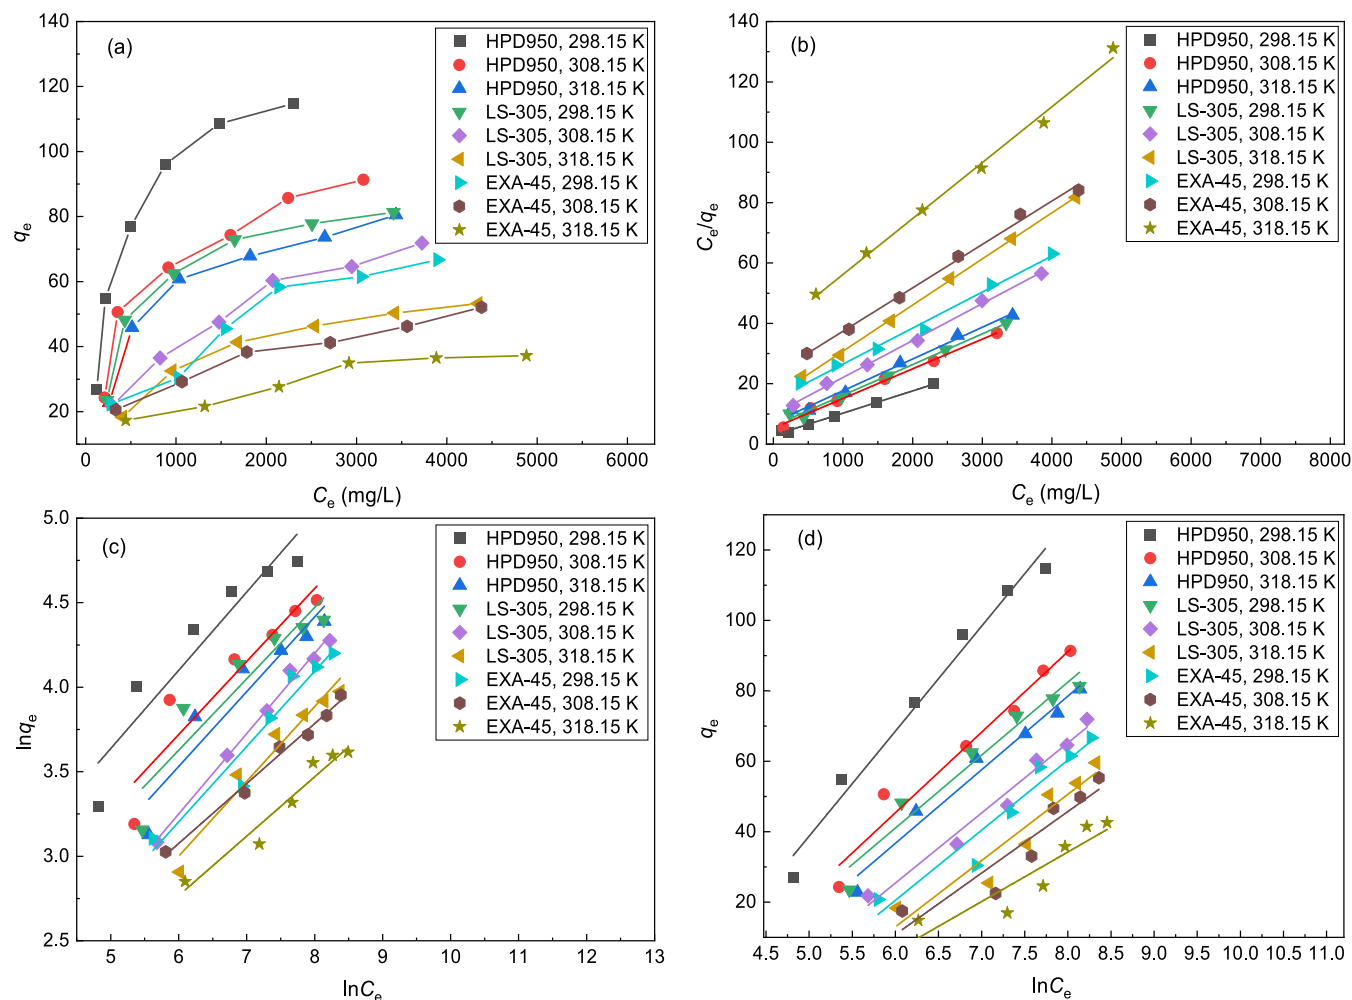 (a)
140
120
100
80
60
40
20
qe
0 1000 2000 3000 4000 5000 6000
Ce (mg/L)
HPD950, 298.15 K
HPD950, 308.15 K
HPD950, 318.15 K
LS-305, 298.15 K
LS-305, 308.15 K
LS-305, 318.15 K
EXA-45, 298.15 K
EXA-45, 308.15 K
EXA-45, 318.15 K
(b)
140
120
100
80
60
40
20
0
Ce/qe
0 1000 2000 3000 4000 5000 6000 7000 8000
Ce (mg/L)
HPD950, 298.15 K
HPD950, 308.15 K
HPD950, 318.15 K
LS-305, 298.15 K
LS-305, 308.15 K
LS-305, 318.15 K
EXA-45, 298.15 K
EXA-45, 308.15 K
EXA-45, 318.15 K
(c)
5.0
4.5
4.0
3.5
3.0
2.5
lnqe
5 6 7 8 9 10 11 12 13
lnCe
HPD950, 298.15 K
HPD950, 308.15 K
HPD950, 318.15 K
LS-305, 298.15 K
LS-305, 308.15 K
LS-305, 318.15 K
EXA-45, 298.15 K
EXA-45, 308.15 K
EXA-45, 318.15 K
(d)
120
100
80
60
40
20
qe
4.5 5.0 5.5 6.0 6.5 7.0 7.5 8.0 8.5 9.0 9.5 10.0 10.5 11.0
lnCe
HPD950, 298.15 K
HPD950, 308.15 K
HPD950, 318.15 K
LS-305, 298.15 K
LS-305, 308.15 K
LS-305, 318.15 K
EXA-45, 298.15 K
EXA-45, 308.15 K
EXA-45, 318.15 K